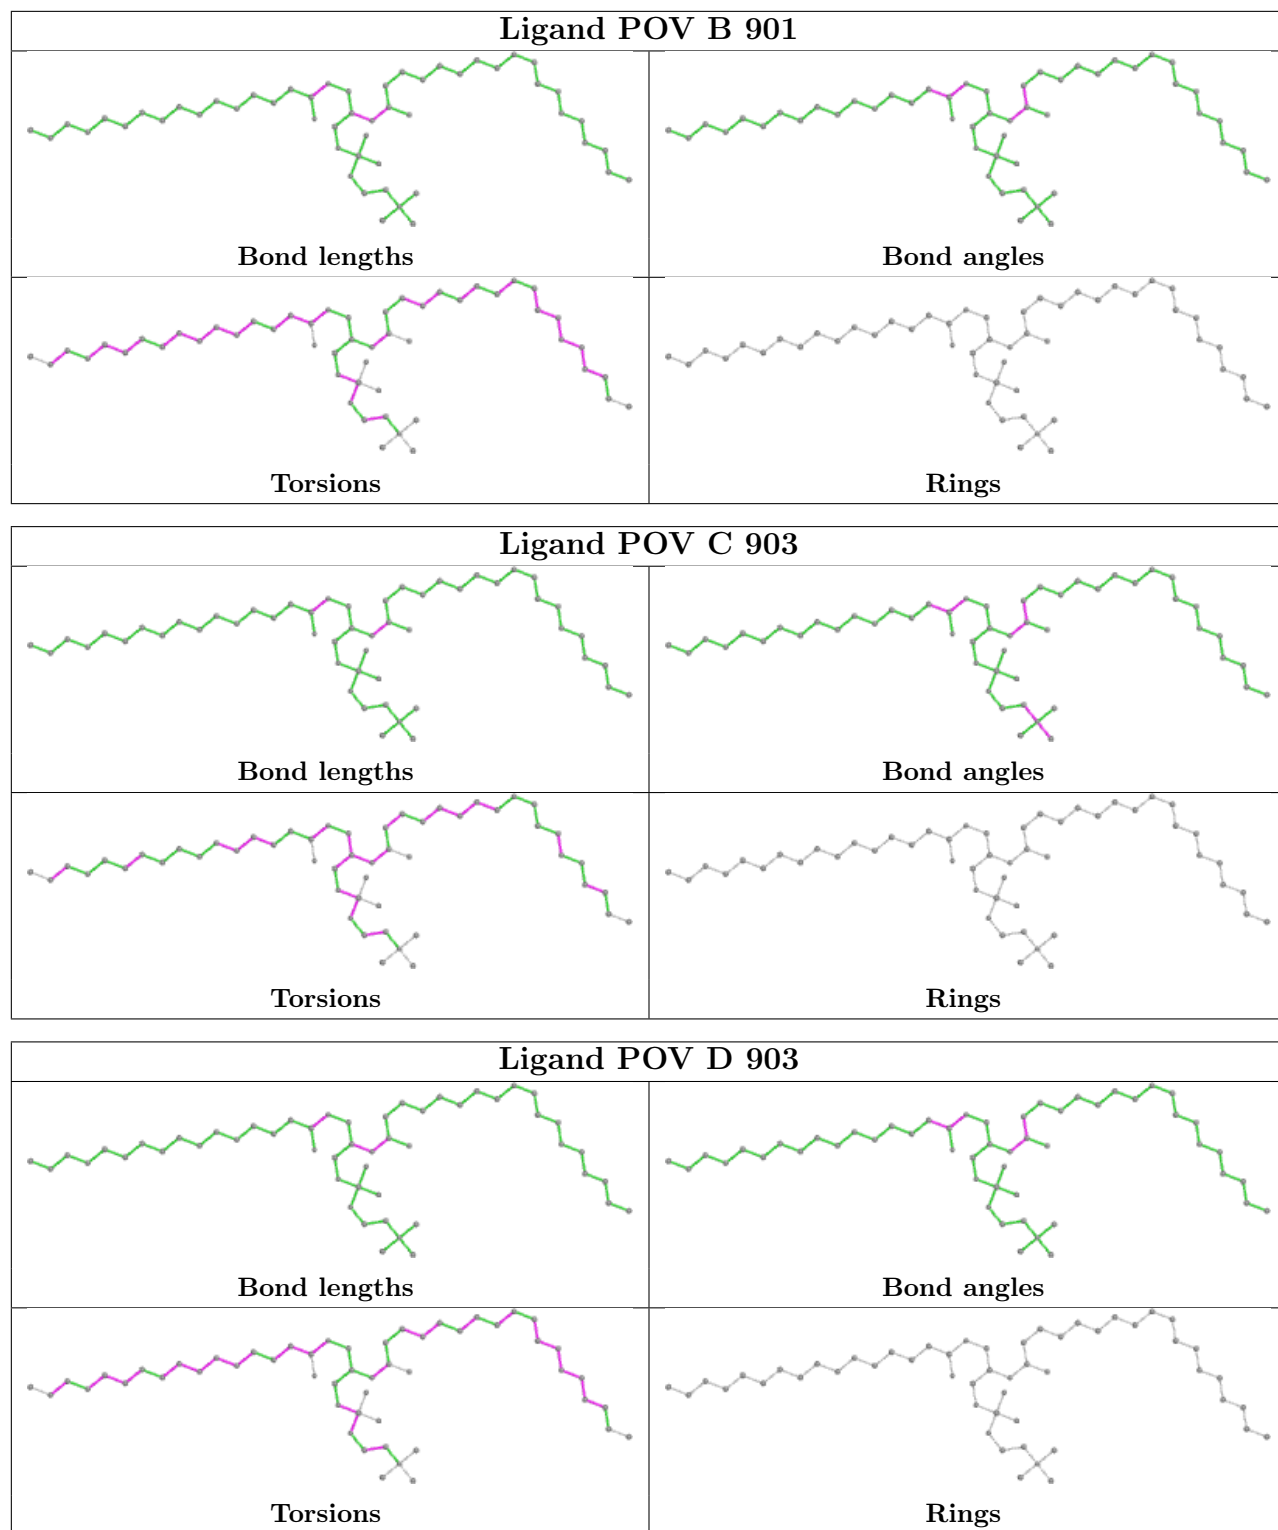 Ligand POV B 901
Bond lengths
Bond angles
Torsions
Rings
Ligand POV C 903
Bond lengths
Bond angles
Torsions
Rings
Ligand POV D 903
Bond lengths
Bond angles
Torsions
Rings